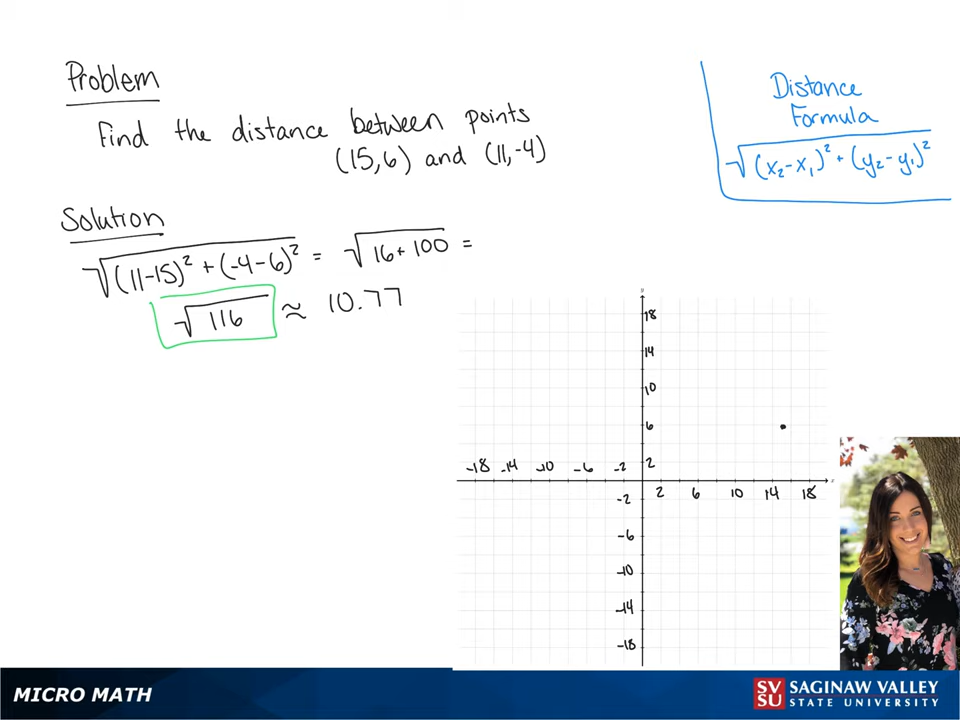 Problem
Find the distance between points
(15,6) and (11,-4)
Distance
Formula
√(x₂-x₁)² + (y₂-y₁)²
Solution
√(11-15)² + (-4-6)² = √16+100 =
√116 ≈ 10.77
y
18
14
10
6
2
-18 -14 -10 -6 -2
x
2 6 10 14 18
-2
-6
-10
-14
-18
MICRO MATH
SV
SU
SAGINAW VALLEY
STATE UNIVERSITY